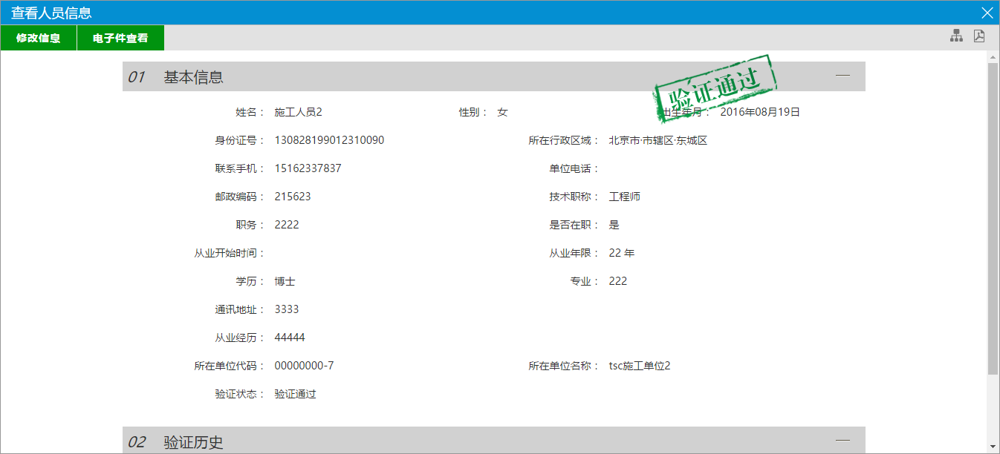 查看人员信息
修改信息 电子件查看
01 基本信息
验证通过
姓名： 施工人员2 性别： 女 出生年月： 2016年08月19日
身份证号： 130828199012310090 所在行政区域： 北京市·市辖区·东城区
联系手机： 15162337837 单位电话：
邮政编码： 215623 技术职称： 工程师
职务： 2222 是否在职： 是
从业开始时间： 从业年限： 22 年
学历： 博士 专业： 222
通讯地址： 3333
从业经历： 44444
所在单位代码： 00000000-7 所在单位名称： tsc施工单位2
验证状态： 验证通过
02 验证历史